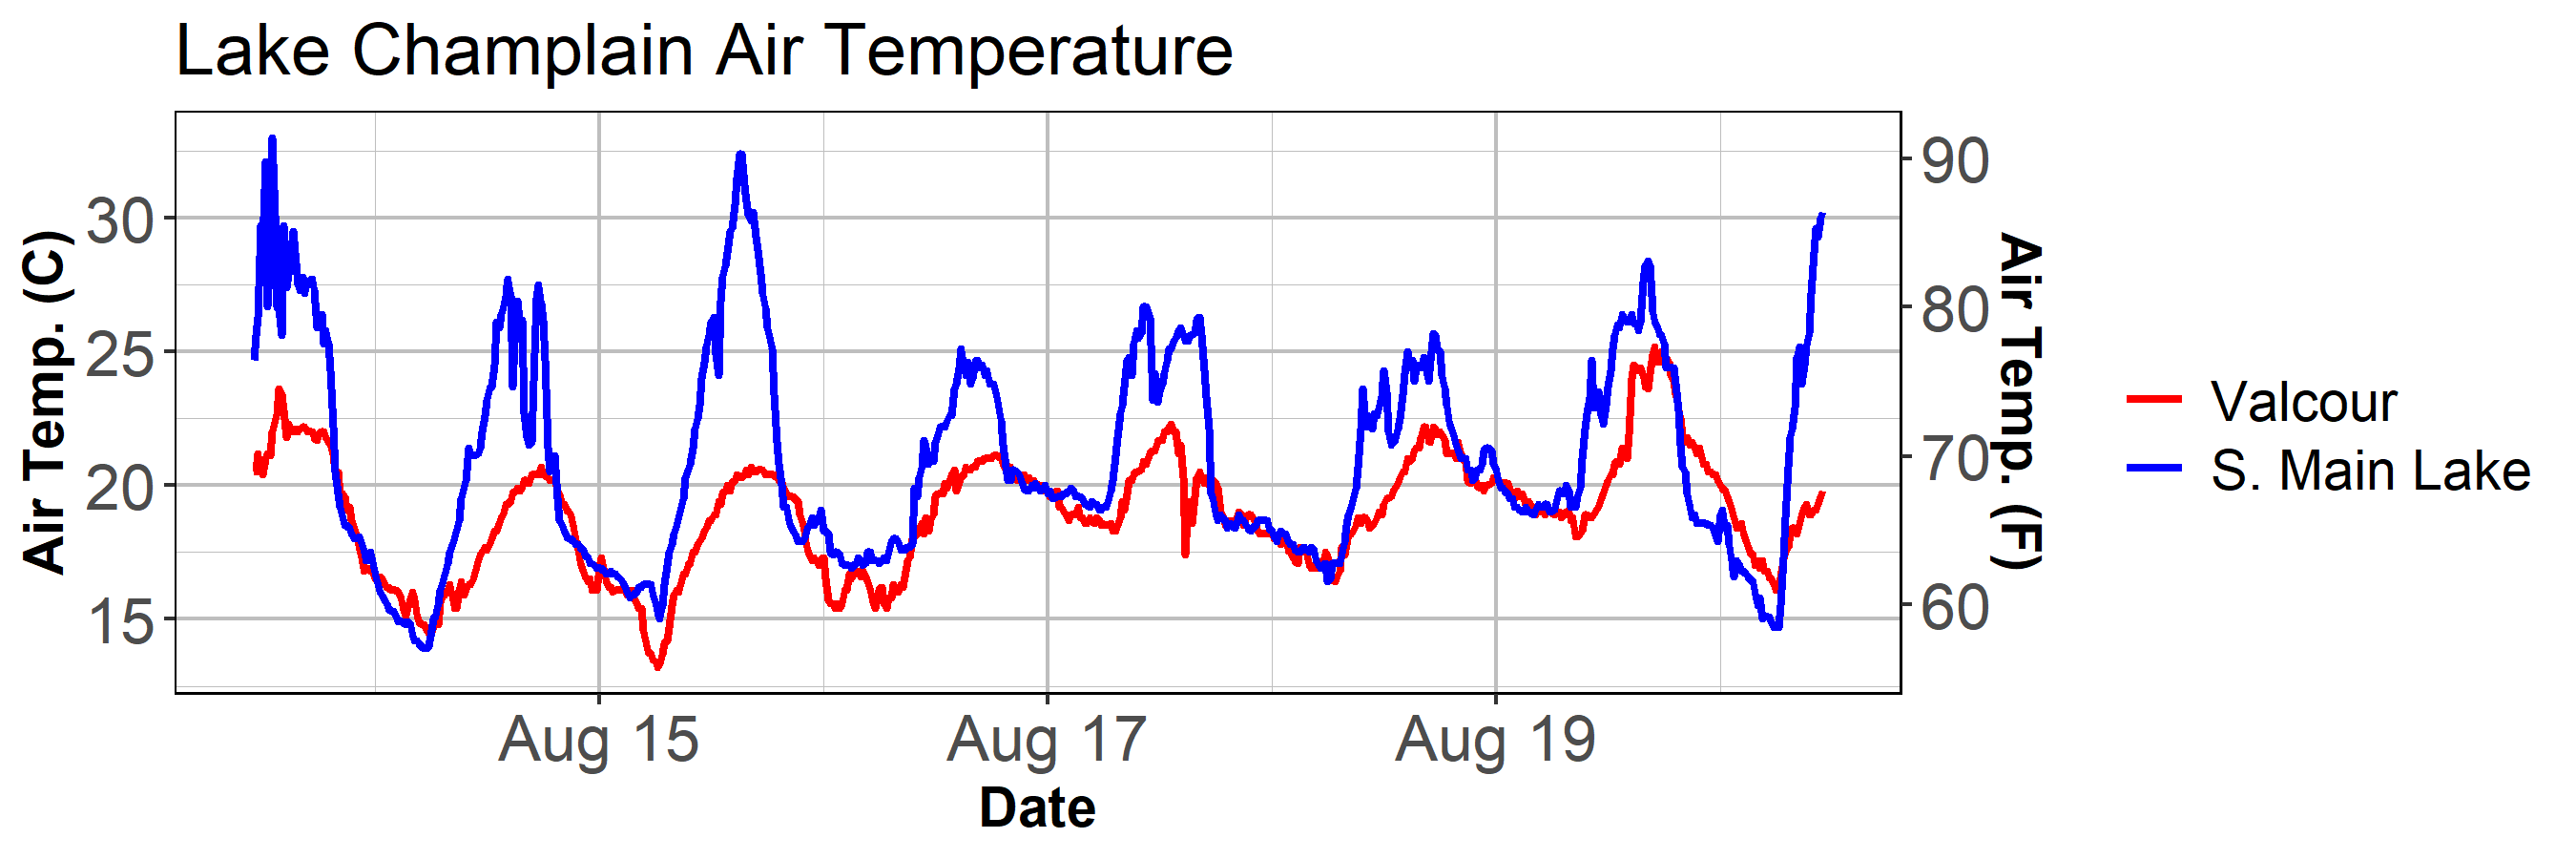 Lake Champlain Air Temperature
Air Temp. (C)
30
25
20
15
90
80
70
60
Air Temp. (F)
Aug 15
Aug 17
Aug 19
Date
Valcour
S. Main Lake